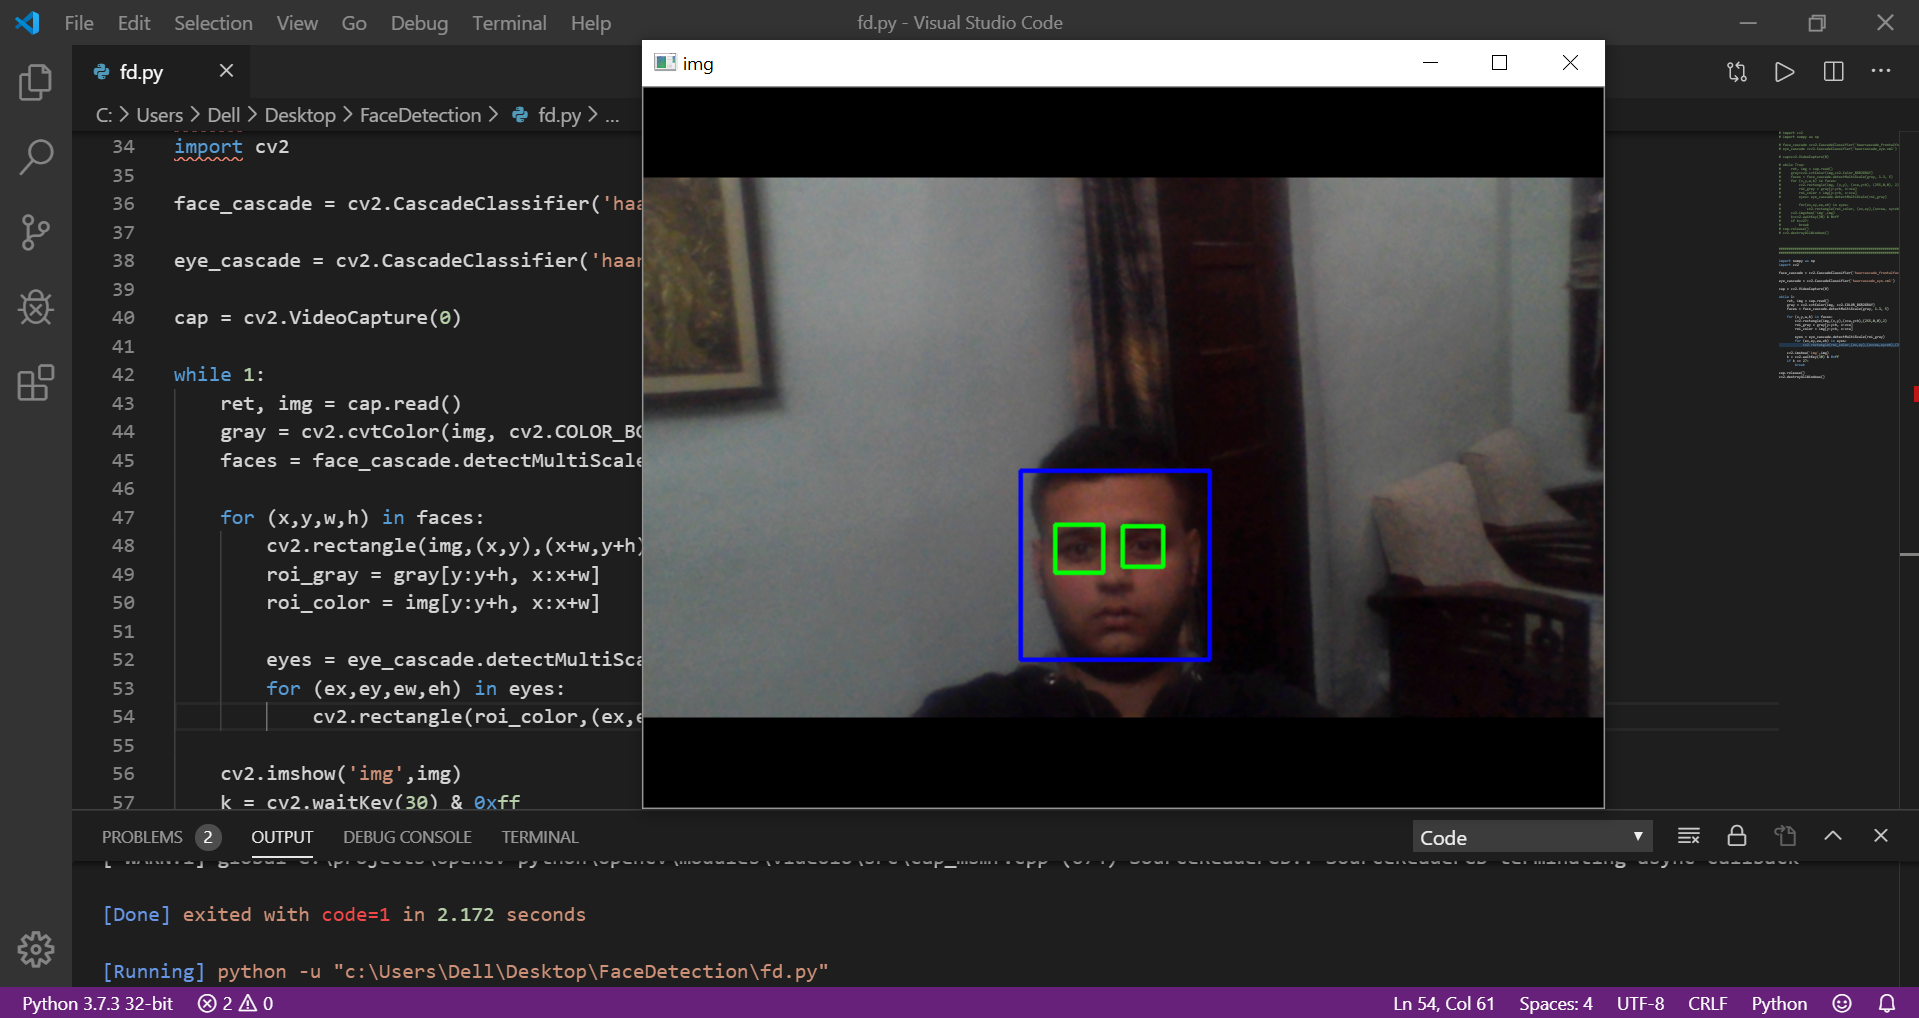 File Edit Selection View Go Debug Terminal Help
fd.py - Visual Studio Code
fd.py
img
C: > Users > Dell > Desktop > FaceDetection > fd.py > ...
34 import cv2
35
36 face_cascade = cv2.CascadeClassifier('haa
37
38 eye_cascade = cv2.CascadeClassifier('haar
39
40 cap = cv2.VideoCapture(0)
41
42 while 1:
43 ret, img = cap.read()
44 gray = cv2.cvtColor(img, cv2.COLOR_BG
45 faces = face_cascade.detectMultiScale
46
47 for (x,y,w,h) in faces:
48 cv2.rectangle(img,(x,y),(x+w,y+h)
49 roi_gray = gray[y:y+h, x:x+w]
50 roi_color = img[y:y+h, x:x+w]
51
52 eyes = eye_cascade.detectMultiSca
53 for (ex,ey,ew,eh) in eyes:
54 cv2.rectangle(roi_color,(ex,e
55
56 cv2.imshow('img',img)
57 k = cv2.waitKey(30) & 0xff
PROBLEMS 2 OUTPUT DEBUG CONSOLE TERMINAL
Code
terminating async callback
[Done] exited with code=1 in 2.172 seconds
[Running] python -u "c:\Users\Dell\Desktop\FaceDetection\fd.py"
Python 3.7.3 32-bit 2 0
Ln 54, Col 61 Spaces: 4 UTF-8 CRLF Python